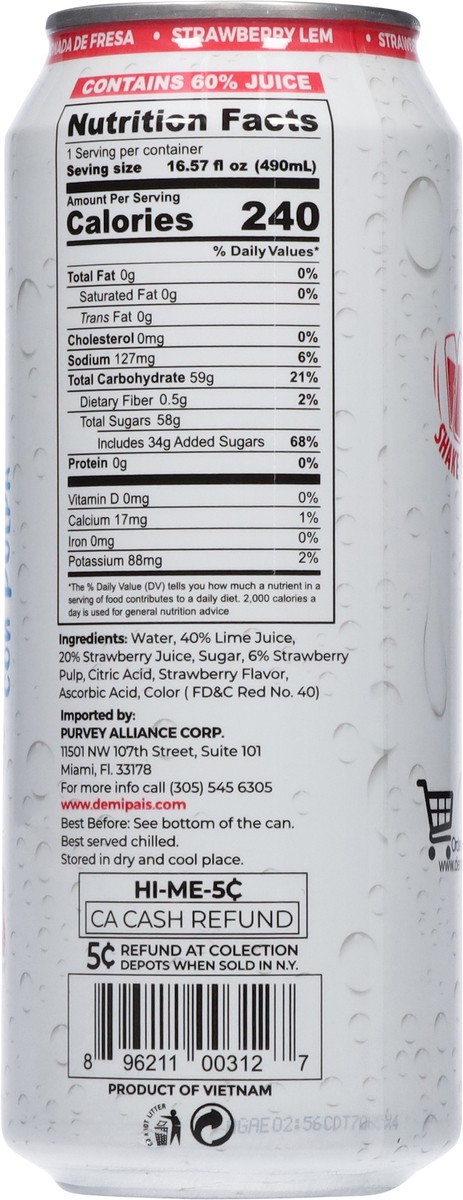 NADA DE FRESA • STRAWBERRY LEM • STRAW
CONTAINS 60% JUICE
Nutrition Facts
1 Serving per container
Seving size 16.57 fl oz (490mL)
Amount Per Serving
Calories 240
% Daily Values*
Total Fat 0g 0%
Saturated Fat 0g 0%
Trans Fat 0g
Cholesterol 0mg 0%
Sodium 127mg 6%
Total Carbohydrate 59g 21%
Dietary Fiber 0.5g 2%
Total Sugars 58g
Includes 34g Added Sugars 68%
Protein 0g 0%
Vitamin D 0mg 0%
Calcium 17mg 1%
Iron 0mg 0%
Potassium 88mg 2%
*The % Daily Value (DV) tells you how much a nutrient in a
serving of food contributes to a daily diet. 2,000 calories a
day is used for general nutrition advice
Ingredients: Water, 40% Lime Juice,
20% Strawberry Juice, Sugar, 6% Strawberry
Pulp, Citric Acid, Strawberry Flavor,
Ascorbic Acid, Color ( FD&C Red No. 40)
Imported by:
PURVEY ALLIANCE CORP.
11501 NW 107th Street, Suite 101
Miami, Fl. 33178
For more info call (305) 545 6305
www.demipais.com
Best Before: See bottom of the can.
Best served chilled.
Stored in dry and cool place.
HI-ME-5¢
CA CASH REFUND
5¢ REFUND AT COLECTION
DEPOTS WHEN SOLD IN N.Y.
8 96211 00312 7
PRODUCT OF VIETNAM
SHAKE